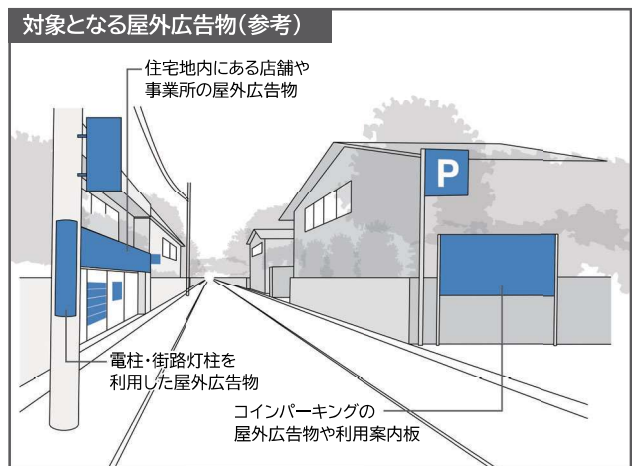 対象となる屋外広告物(参考)
住宅地内にある店舗や
事業所の屋外広告物
P
電柱・街路灯柱を
利用した屋外広告物
コインパーキングの
屋外広告物や利用案内板